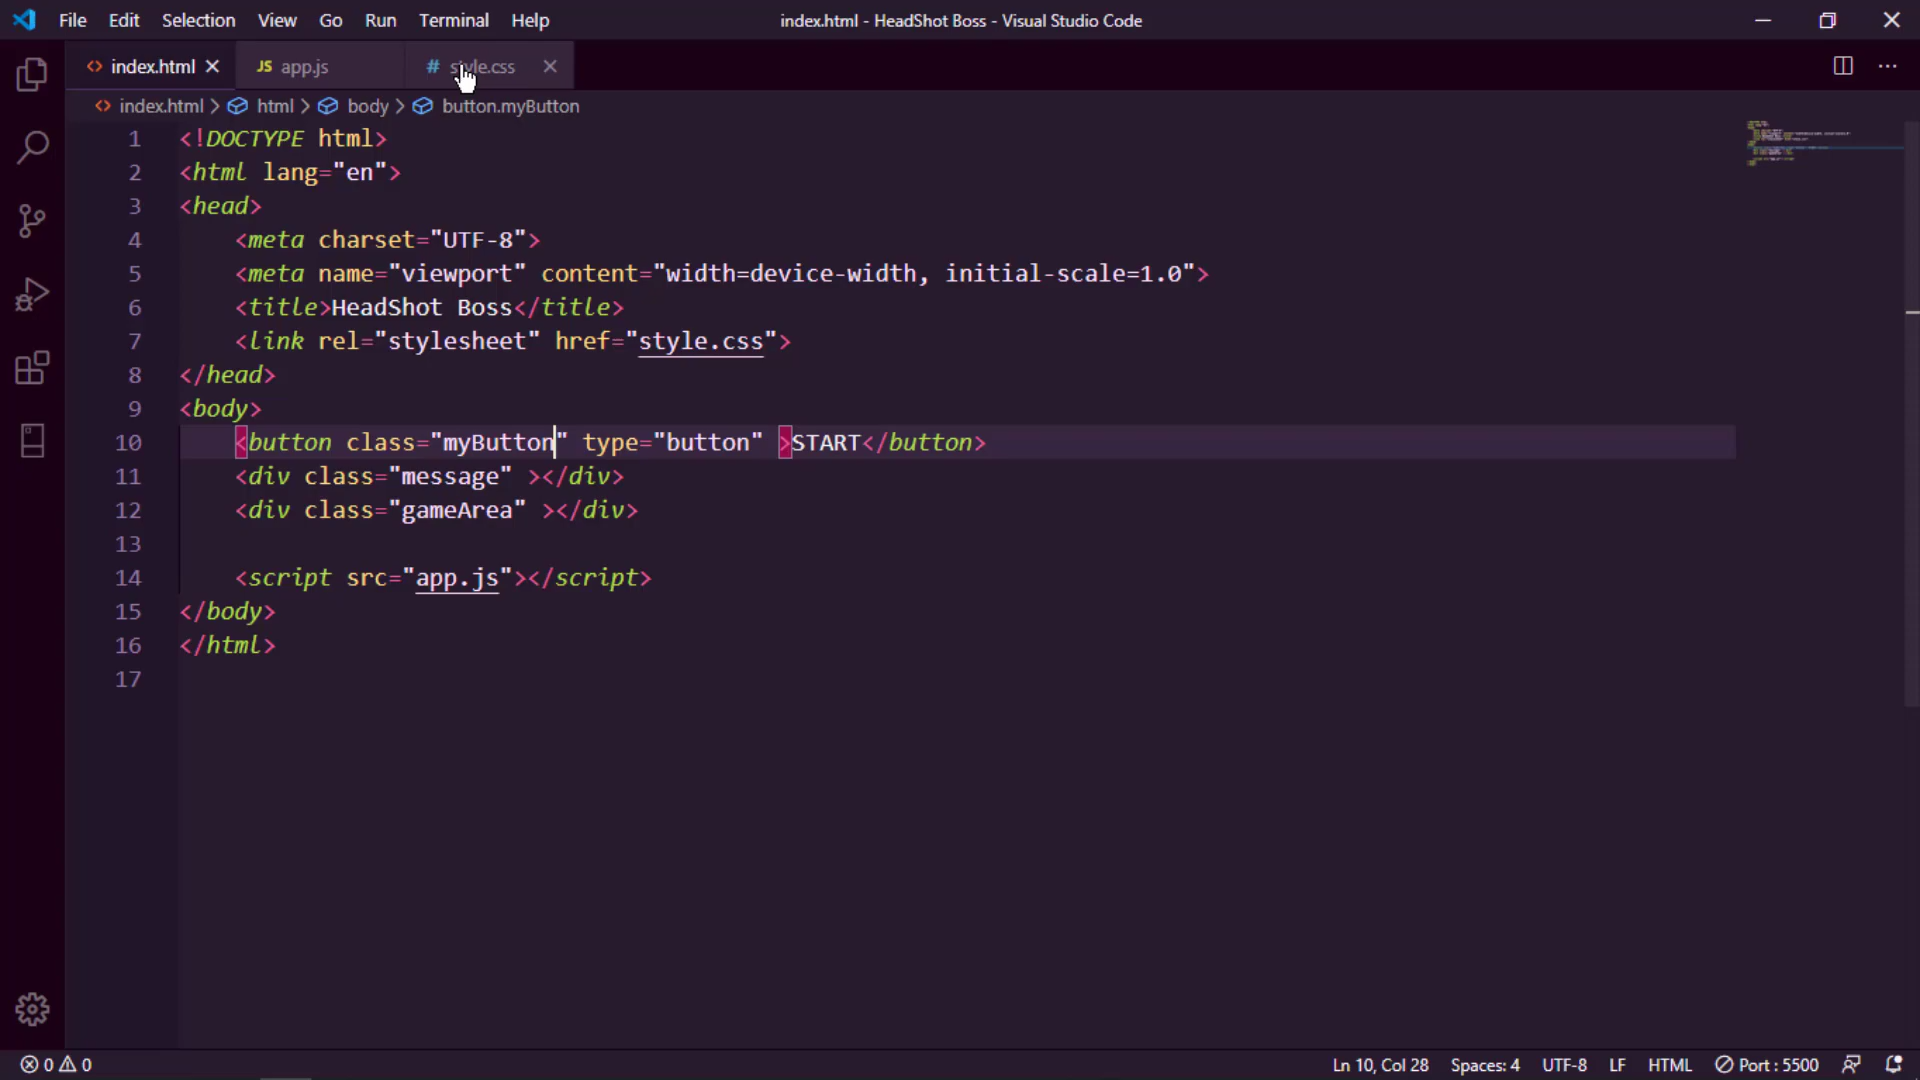 File Edit Selection View Go Run Terminal Help index.html - HeadShot Boss - Visual Studio Code
<> index.html JS app.js # style.css
<> index.html > html > body > button.myButton
1 <!DOCTYPE html>
2 <html lang="en">
3 <head>
4     <meta charset="UTF-8">
5     <meta name="viewport" content="width=device-width, initial-scale=1.0">
6     <title>HeadShot Boss</title>
7     <link rel="stylesheet" href="style.css">
8 </head>
9 <body>
10     <button class="myButton" type="button" >START</button>
11     <div class="message" ></div>
12     <div class="gameArea" ></div>
13
14     <script src="app.js"></script>
15 </body>
16 </html>
17
0 0 Ln 10, Col 28 Spaces: 4 UTF-8 LF HTML Port : 5500